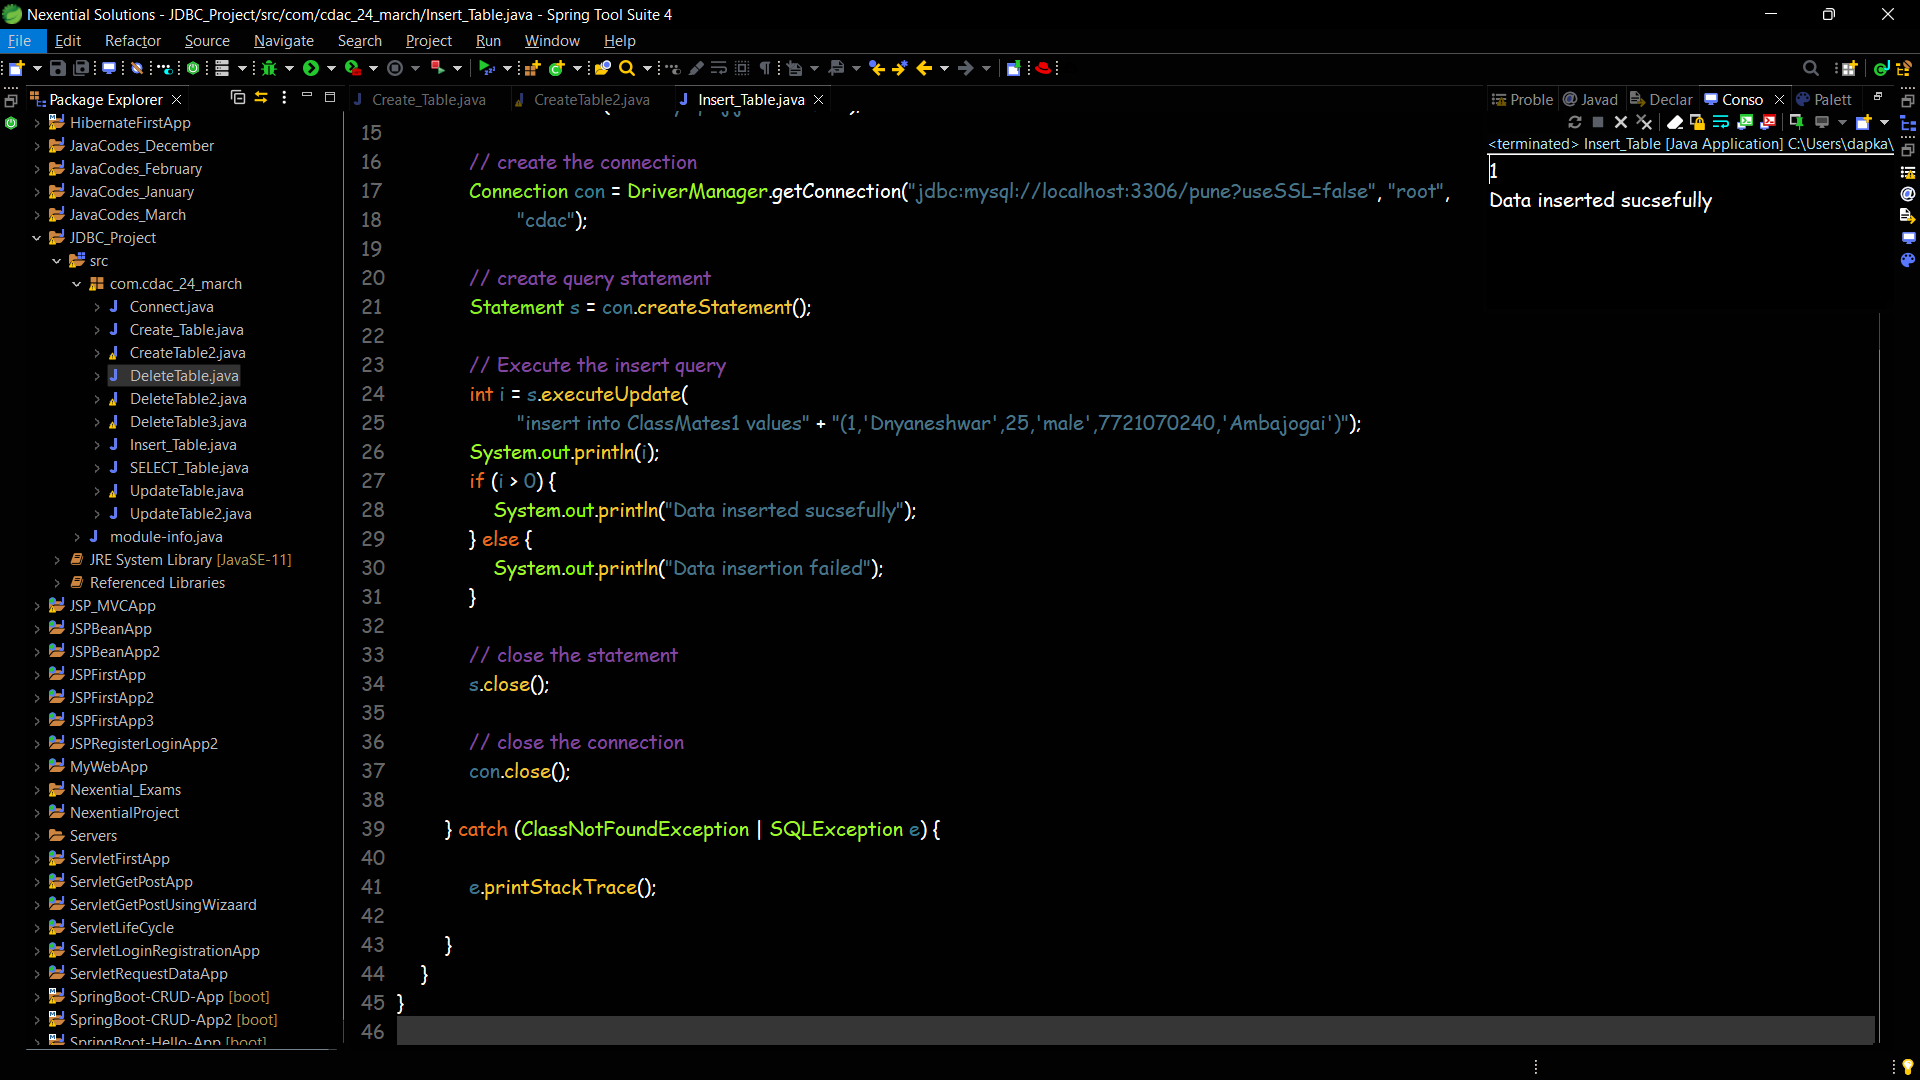 Nexential Solutions - JDBC_Project/src/com/cdac_24_march/Insert_Table.java - Spring Tool Suite 4
File Edit Refactor Source Navigate Search Project Run Window Help
Package Explorer
HibernateFirstApp
JavaCodes_December
JavaCodes_February
JavaCodes_January
JavaCodes_March
JDBC_Project
src
com.cdac_24_march
Connect.java
Create_Table.java
CreateTable2.java
DeleteTable.java
DeleteTable2.java
DeleteTable3.java
Insert_Table.java
SELECT_Table.java
UpdateTable.java
UpdateTable2.java
module-info.java
JRE System Library [JavaSE-11]
Referenced Libraries
JSP_MVCApp
JSPBeanApp
JSPBeanApp2
JSPFirstApp
JSPFirstApp2
JSPFirstApp3
JSPRegisterLoginApp2
MyWebApp
Nexential_Exams
NexentialProject
Servers
ServletFirstApp
ServletGetPostApp
ServletGetPostUsingWizaard
ServletLifeCycle
ServletLoginRegistrationApp
ServletRequestDataApp
SpringBoot-CRUD-App [boot]
SpringBoot-CRUD-App2 [boot]
SpringBoot-Hello-App [boot]
Create_Table.java CreateTable2.java Insert_Table.java
15
16 // create the connection
17 Connection con = DriverManager.getConnection("jdbc:mysql://localhost:3306/pune?useSSL=false", "root",
18 "cdac");
19
20 // create query statement
21 Statement s = con.createStatement();
22
23 // Execute the insert query
24 int i = s.executeUpdate(
25 "insert into ClassMates1 values" + "(1,'Dnyaneshwar',25,'male',7721070240,'Ambajogai')");
26 System.out.println(i);
27 if (i > 0) {
28 System.out.println("Data inserted sucsefully");
29 } else {
30 System.out.println("Data insertion failed");
31 }
32
33 // close the statement
34 s.close();
35
36 // close the connection
37 con.close();
38
39 } catch (ClassNotFoundException | SQLException e) {
40
41 e.printStackTrace();
42
43 }
44 }
45 }
46
Proble Javad Declar Conso Palett
<terminated> Insert_Table [Java Application] C:\Users\dapka\
1
Data inserted sucsefully